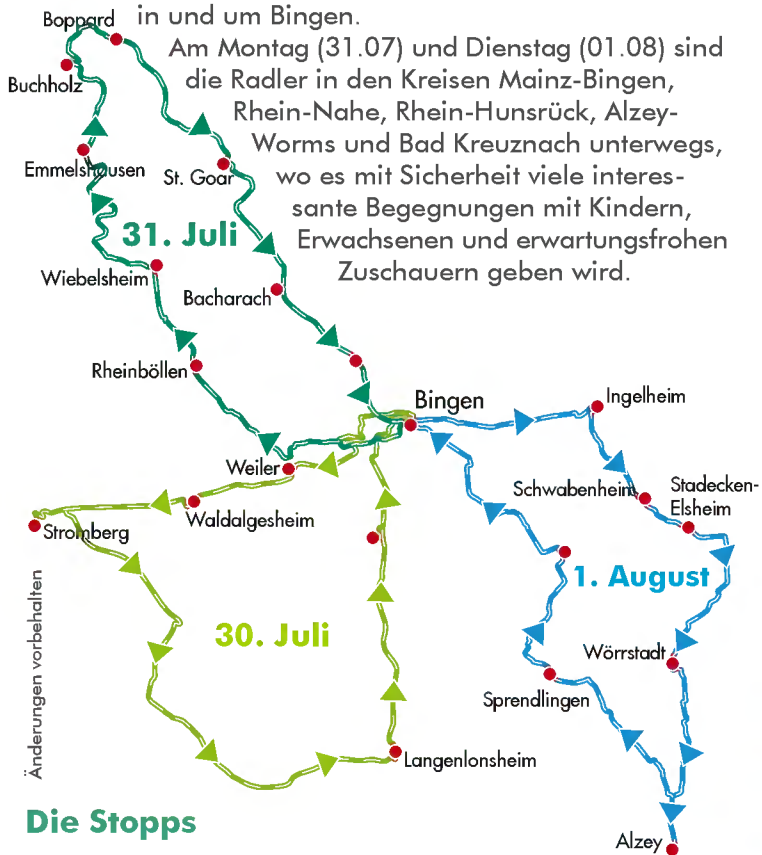 in und um Bingen.
Am Montag (31.07) und Dienstag (01.08) sind
die Radler in den Kreisen Mainz-Bingen,
Rhein-Nahe, Rhein-Hunsrück, Alzey-
Worms und Bad Kreuznach unterwegs,
wo es mit Sicherheit viele interes-
sante Begegnungen mit Kindern,
Erwachsenen und erwartungsfrohen
Zuschauern geben wird.
Boppard
Buchholz
Emmelshausen
St. Goar
31. Juli
Wiebelsheim
Bacharach
Rheinböllen
Bingen
Ingelheim
Weiler
Waldalgesheim
Stromberg
Schwabenheim
Stadecken-
Elsheim
1. August
30. Juli
Wörrstadt
Sprendlingen
Langenlonsheim
Alzey
Änderungen vorbehalten
Die Stopps